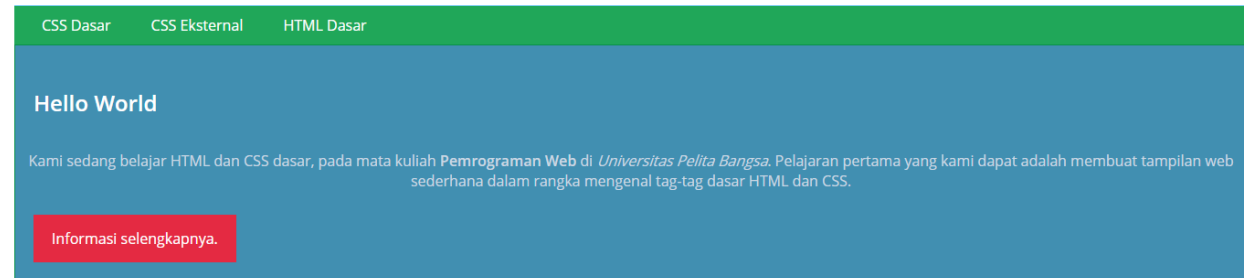 CSS Dasar CSS Eksternal HTML Dasar
Hello World
Kami sedang belajar HTML dan CSS dasar, pada mata kuliah Pemrograman Web di Universitas Pelita Bangsa. Pelajaran pertama yang kami dapat adalah membuat tampilan web
sederhana dalam rangka mengenal tag-tag dasar HTML dan CSS.
Informasi selengkapnya.